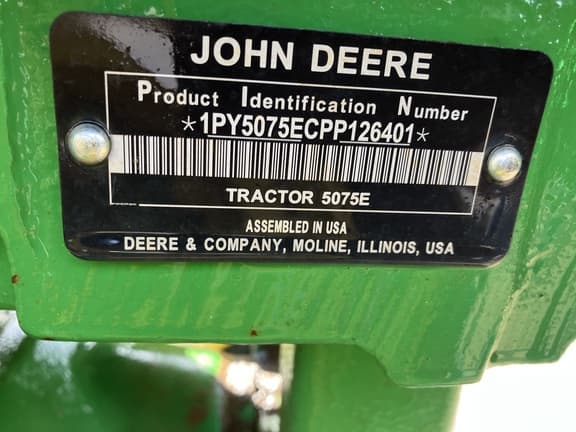 JOHN DEERE
Product Identification Number
*1PY5075ECPP126401*
TRACTOR 5075E
ASSEMBLED IN USA
DEERE & COMPANY, MOLINE, ILLINOIS, USA